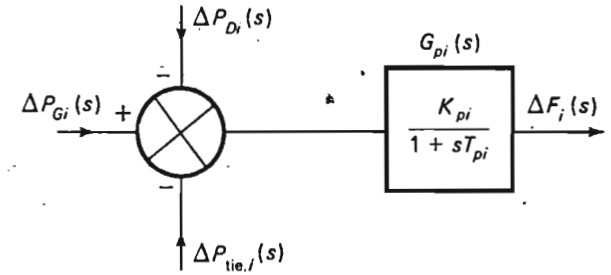 ΔP_Di (s)
G_pi (s)
−
ΔP_Gi (s)
+
K_pi
1 + sT_pi
ΔF_i (s)
−
ΔP_tie,i (s)